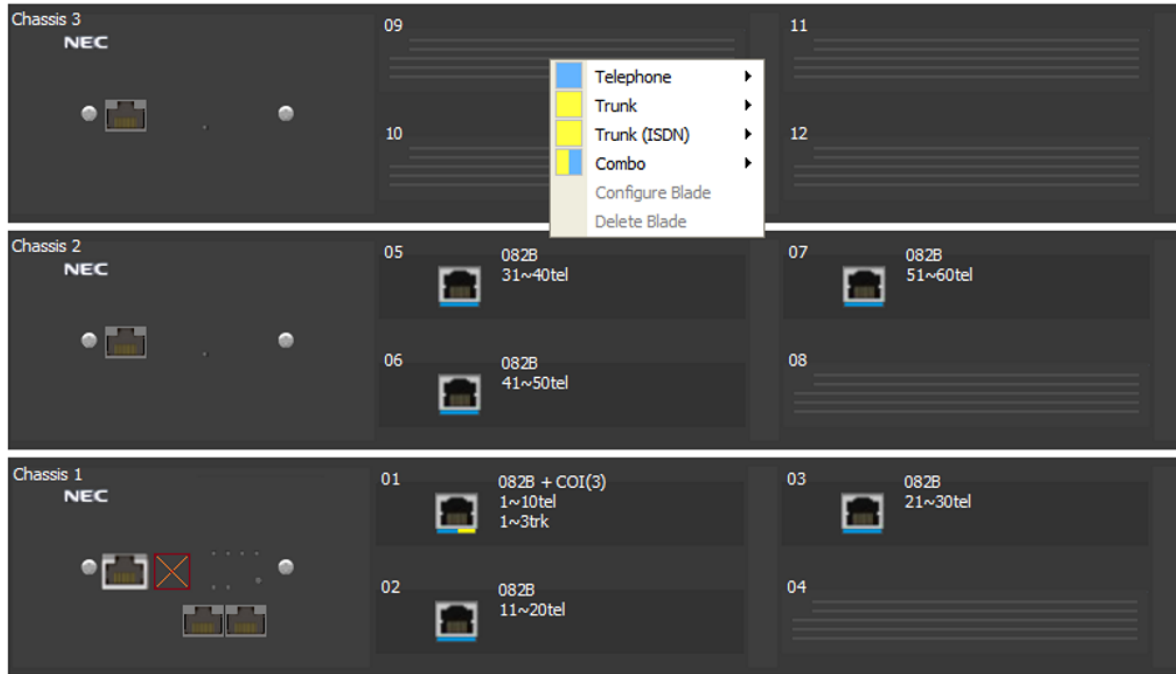 Chassis 3
NEC
09
11
10
12
Telephone
Trunk
Trunk (ISDN)
Combo
Configure Blade
Delete Blade
Chassis 2
NEC
05
082B
31~40tel
07
082B
51~60tel
06
082B
41~50tel
08
Chassis 1
NEC
01
082B + COI(3)
1~10tel
1~3trk
03
082B
21~30tel
02
082B
11~20tel
04